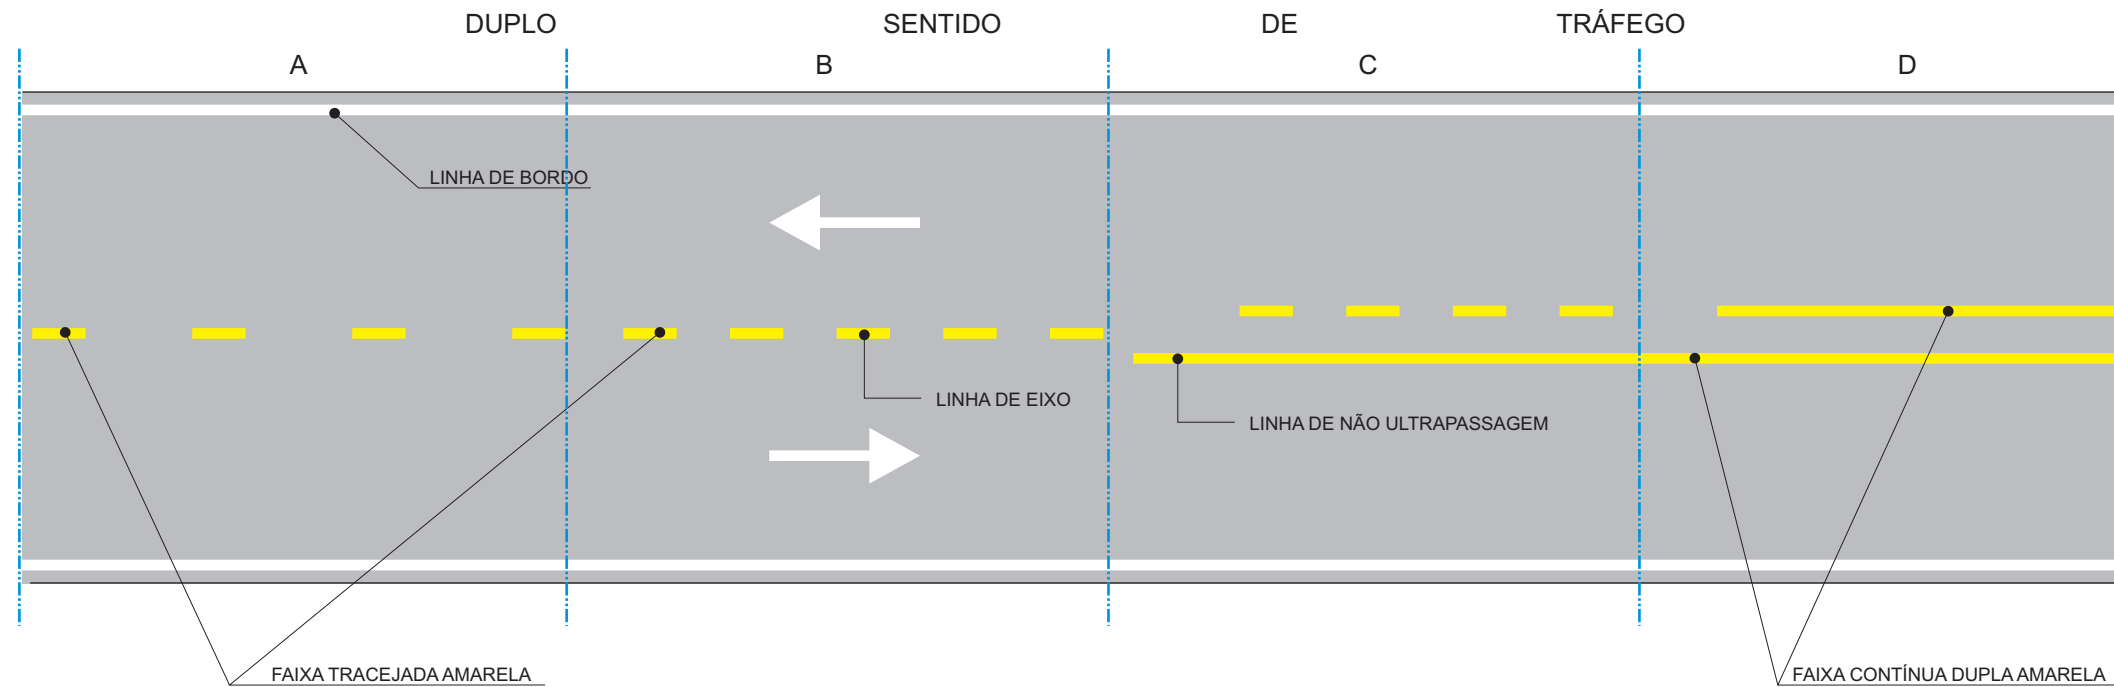 DUPLO SENTIDO DE TRÁFEGO
A B C D
LINHA DE BORDO
LINHA DE EIXO
LINHA DE NÃO ULTRAPASSAGEM
FAIXA TRACEJADA AMARELA
FAIXA CONTÍNUA DUPLA AMARELA